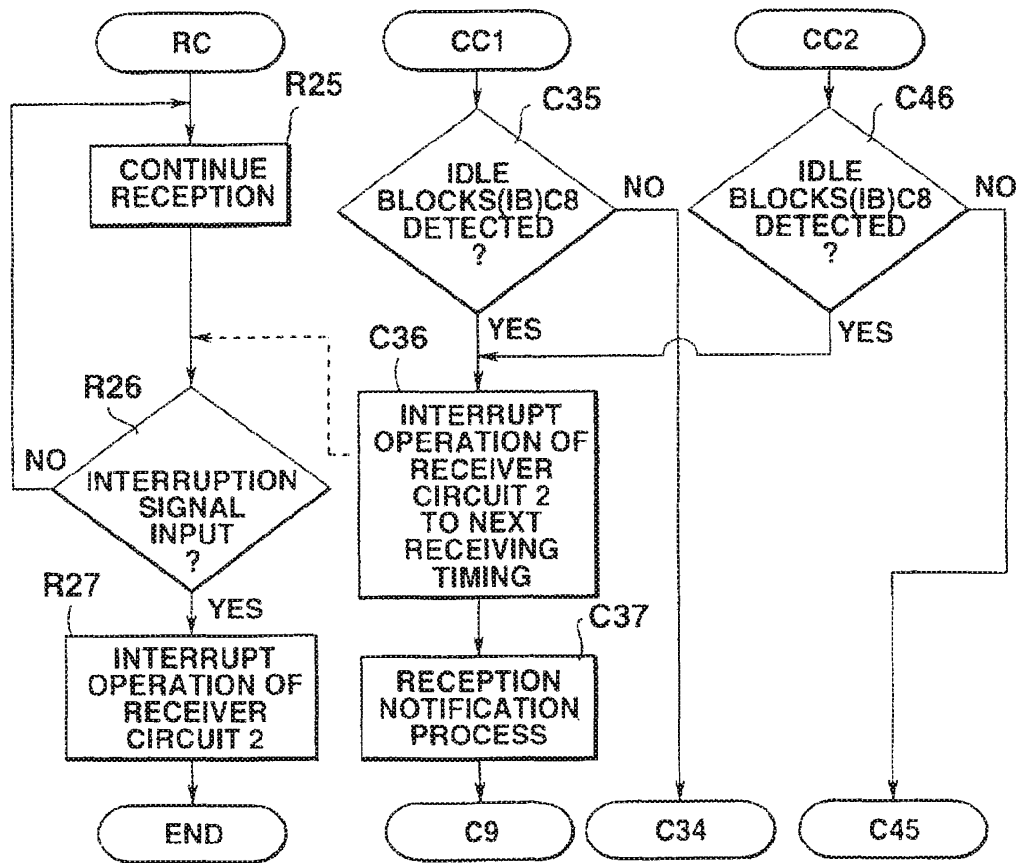 RC
CC1
CC2
R25
C35
C46
CONTINUE
RECEPTION
IDLE
BLOCKS(IB)C8
DETECTED
?
NO
IDLE
BLOCKS(IB)C8
DETECTED
?
NO
YES
YES
C36
R26
INTERRUPT
OPERATION OF
RECEIVER
CIRCUIT 2
TO NEXT
RECEIVING
TIMING
NO
INTERRUPTION
SIGNAL
INPUT
?
R27
YES
C37
INTERRUPT
OPERATION OF
RECEIVER
CIRCUIT 2
RECEPTION
NOTIFICATION
PROCESS
END
C9
C34
C45